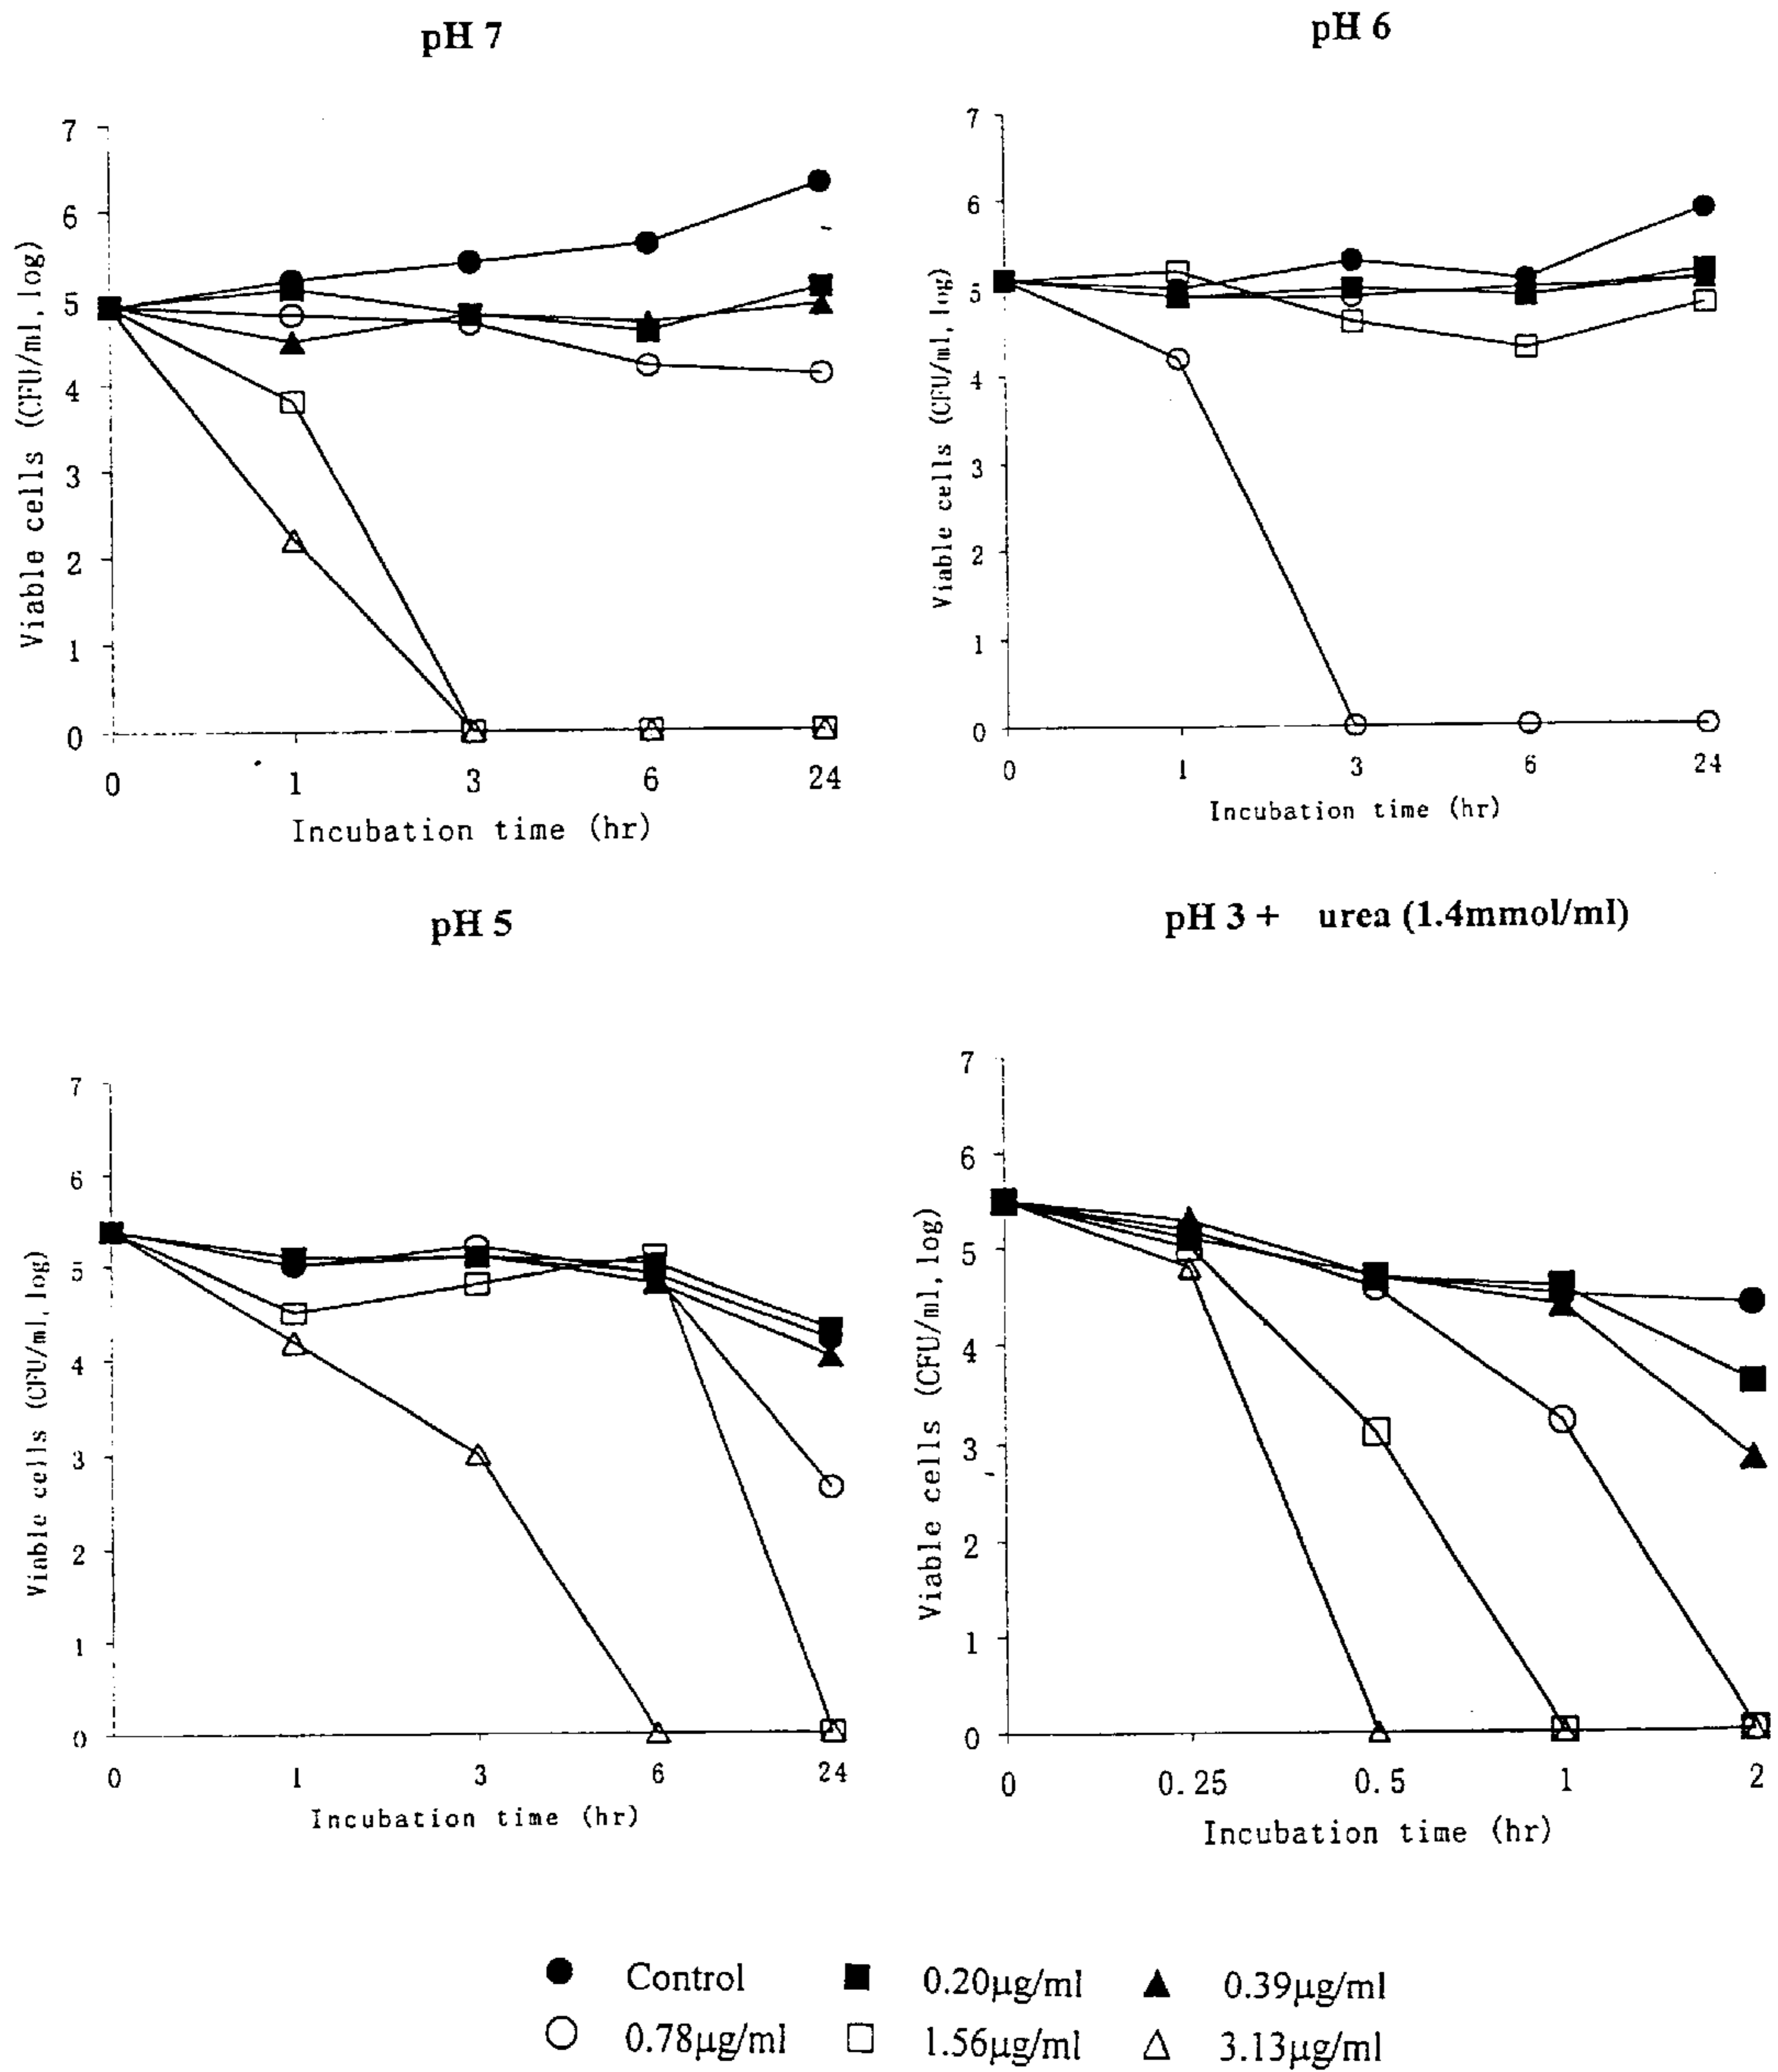 pH 7
7
6
5
4
3
2
1
0
Viable cells (CFU/ml, log)
0 1 3 6 24
Incubation time (hr)
pH 6
7
6
5
4
3
2
1
0
Viable cells (CFU/ml, log)
0 1 3 6 24
Incubation time (hr)
pH 5
7
6
5
4
3
2
1
0
Viable cells (CFU/ml, log)
0 1 3 6 24
Incubation time (hr)
pH 3 + urea (1.4mmol/ml)
7
6
5
4
3
2
1
0
Viable cells (CFU/ml, log)
0 0.25 0.5 1 2
Incubation time (hr)
Control 0.20µg/ml 0.39µg/ml
0.78µg/ml 1.56µg/ml 3.13µg/ml